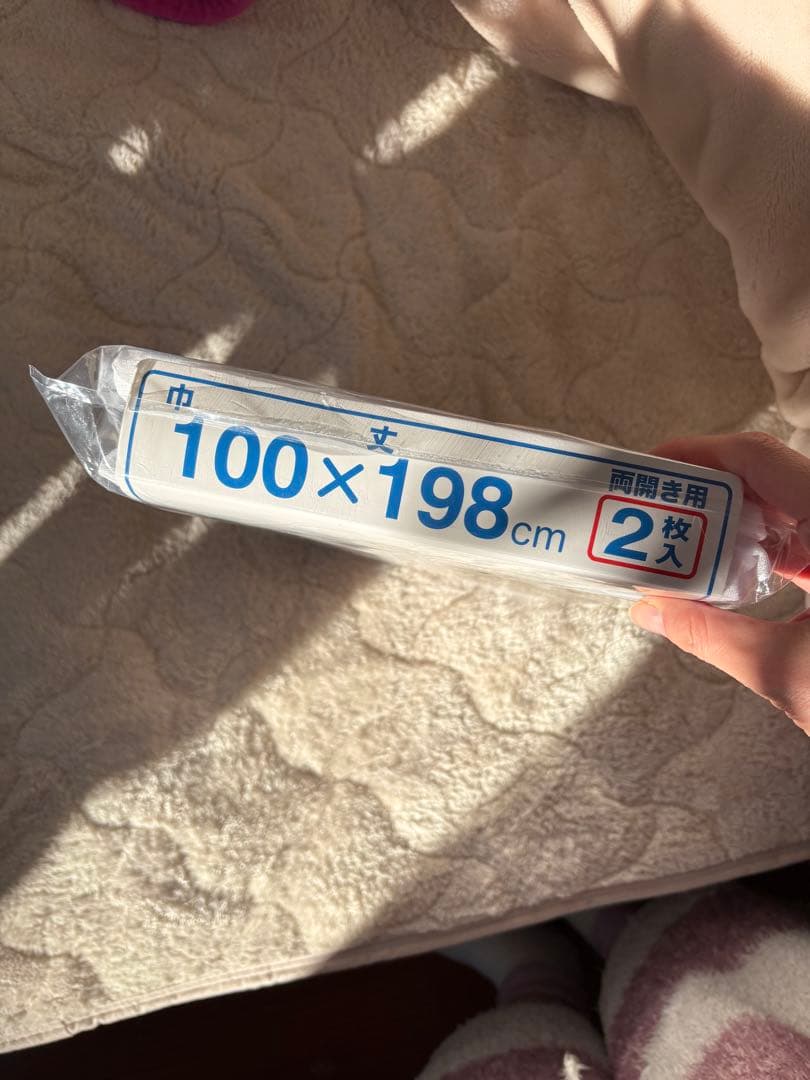 巾 丈
100×198cm
両開き用
2枚入